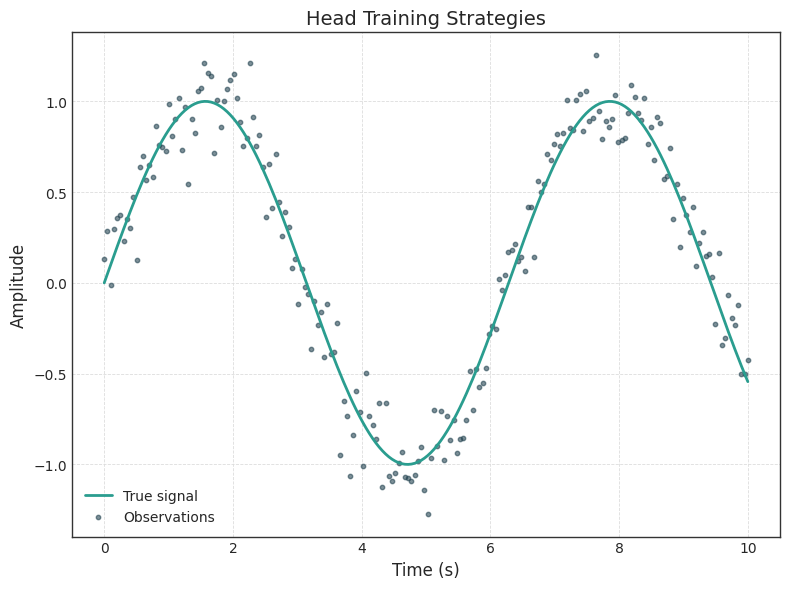 Head Training Strategies
Amplitude
1.0
0.5
0.0
−0.5
−1.0
True signal
Observations
0 2 4 6 8 10
Time (s)